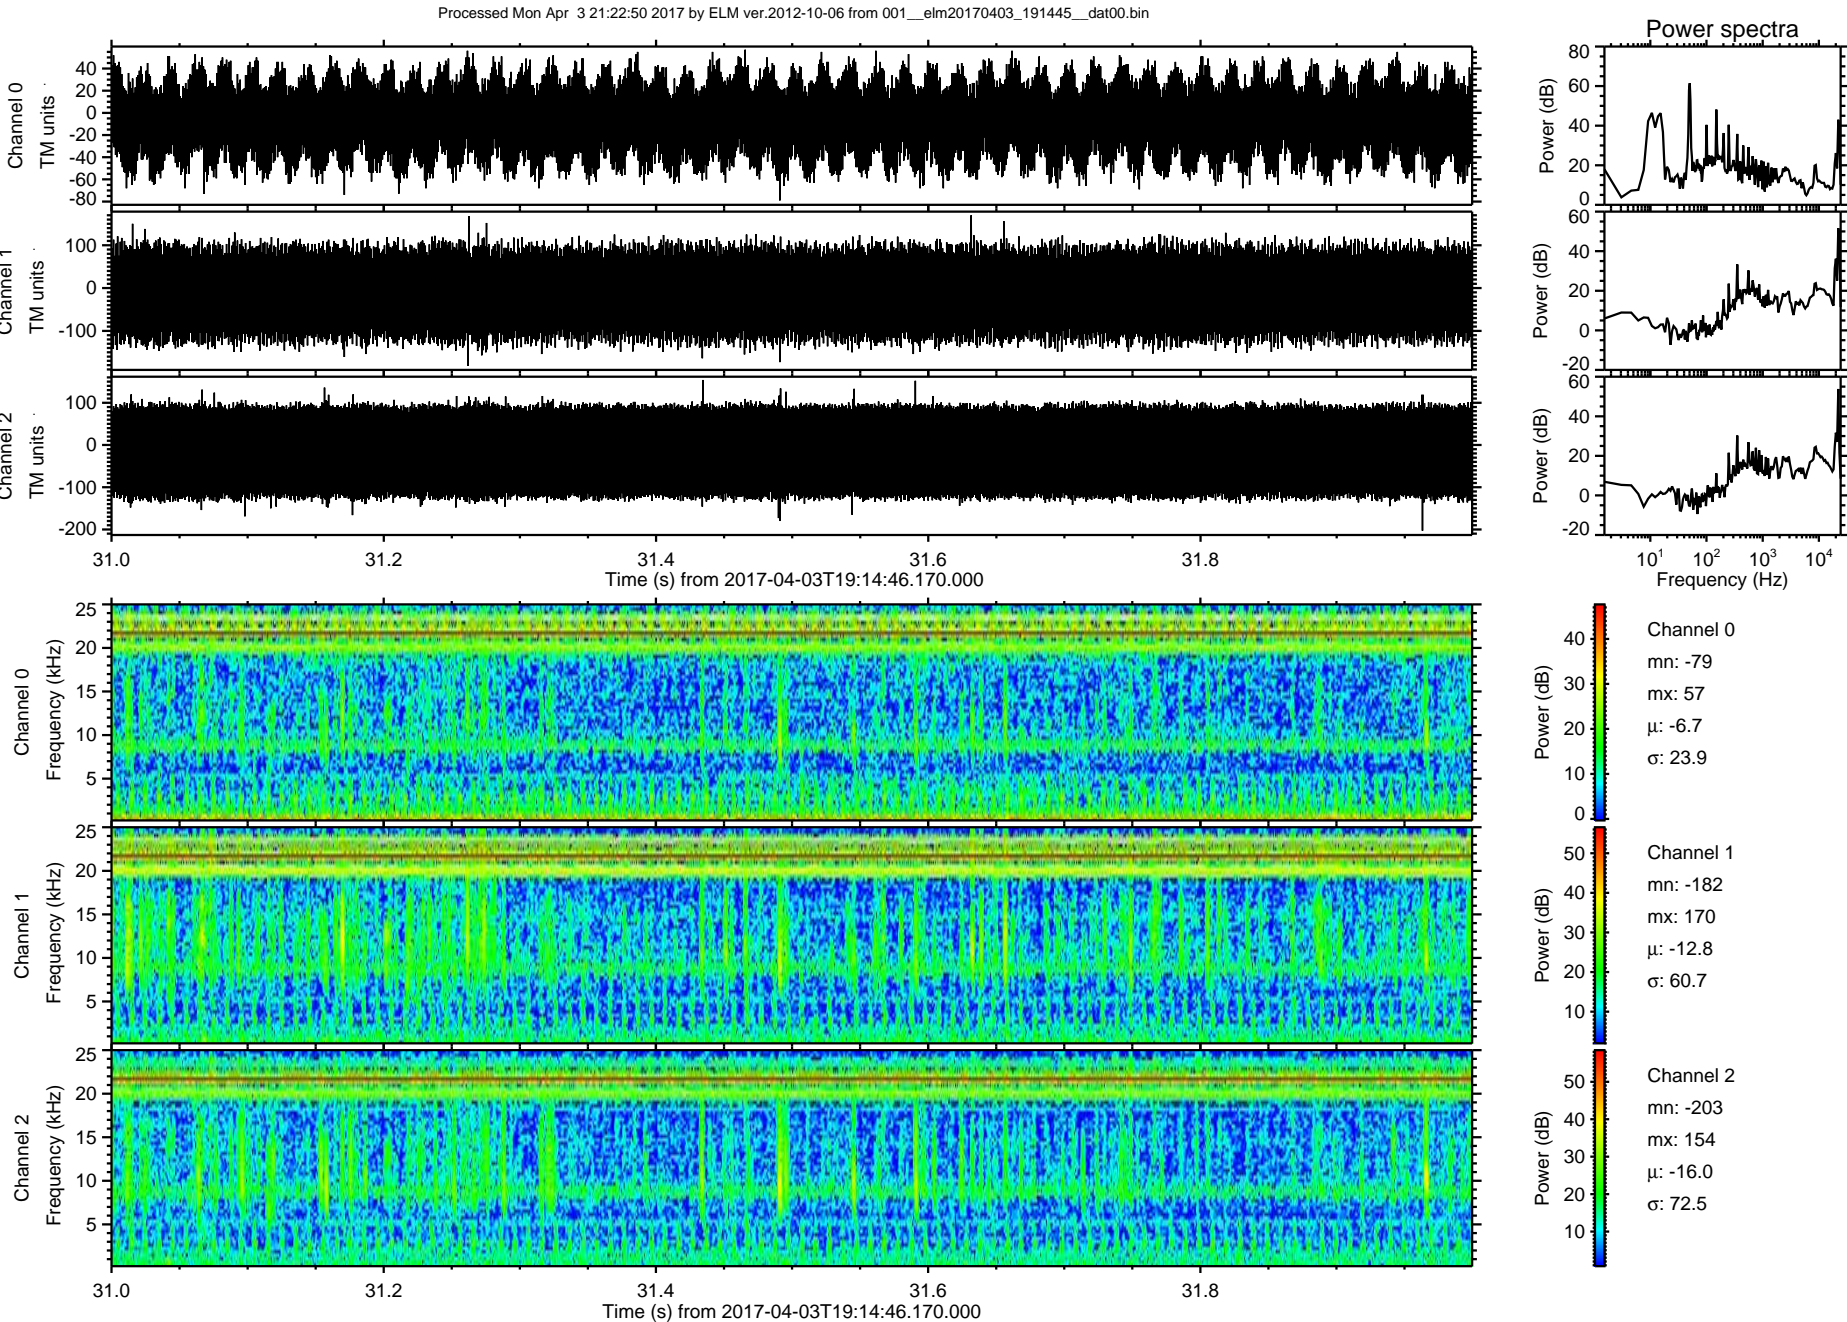 Processed Mon Apr 3 21:22:50 2017 by ELM ver.2012-10-06 from 001__elm20170403_191445__dat00.bin
Power spectra
Channel 0
TM units
40
20
0
-20
-40
-60
-80
Power (dB)
80
60
40
20
0
Channel 1
TM units
100
0
-100
Power (dB)
60
40
20
0
-20
Channel 2
TM units
100
0
-100
-200
Power (dB)
60
40
20
0
-20
31.0 31.2 31.4 31.6 31.8
Time (s) from 2017-04-03T19:14:46.170.000
10¹ 10² 10³ 10⁴
Frequency (Hz)
Channel 0
Frequency (kHz)
25
20
15
10
5
Power (dB)
40
30
20
10
0
Channel 0
mn: -79
mx: 57
μ: -6.7
σ: 23.9
Channel 1
Frequency (kHz)
25
20
15
10
5
Power (dB)
50
40
30
20
10
Channel 1
mn: -182
mx: 170
μ: -12.8
σ: 60.7
Channel 2
Frequency (kHz)
25
20
15
10
5
Power (dB)
50
40
30
20
10
Channel 2
mn: -203
mx: 154
μ: -16.0
σ: 72.5
31.0 31.2 31.4 31.6 31.8
Time (s) from 2017-04-03T19:14:46.170.000